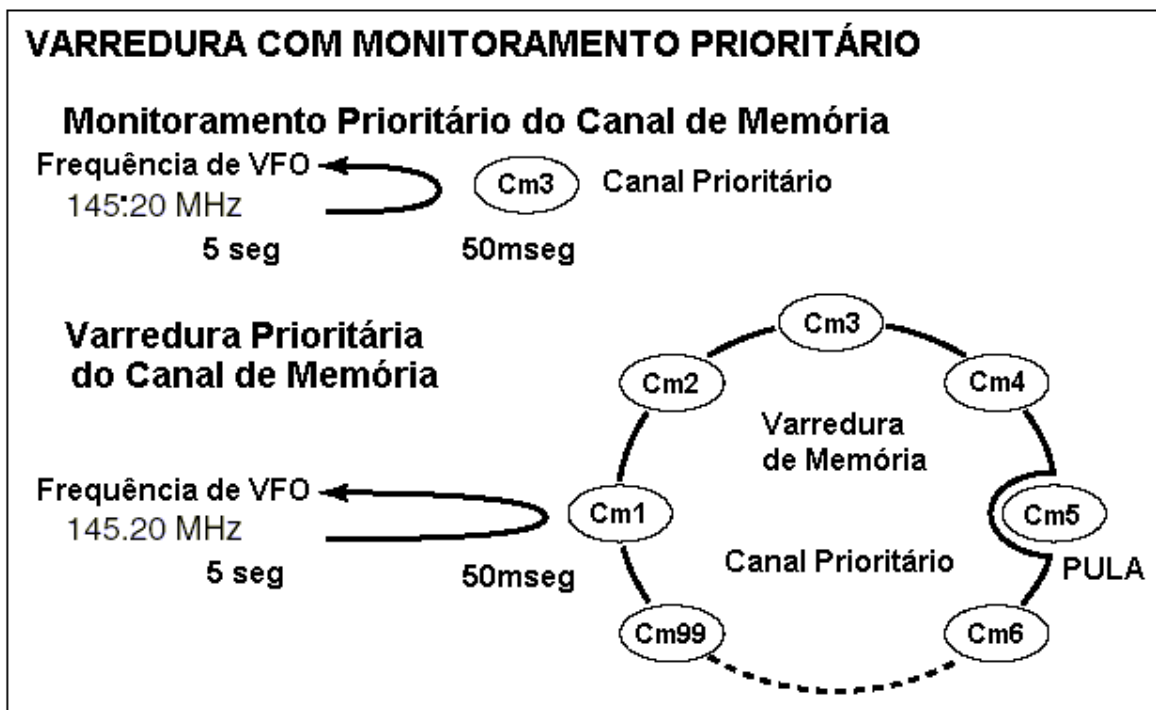 VARREDURA COM MONITORAMENTO PRIORITÁRIO
Monitoramento Prioritário do Canal de Memória
Frequência de VFO
145:20 MHz
5 seg
Cm3
50mseg
Canal Prioritário
Varredura Prioritária
do Canal de Memória
Frequência de VFO
145.20 MHz
5 seg
50mseg
Cm1
Cm2
Cm3
Cm4
Cm5
PULA
Cm6
Cm99
Varredura
de Memória
Canal Prioritário